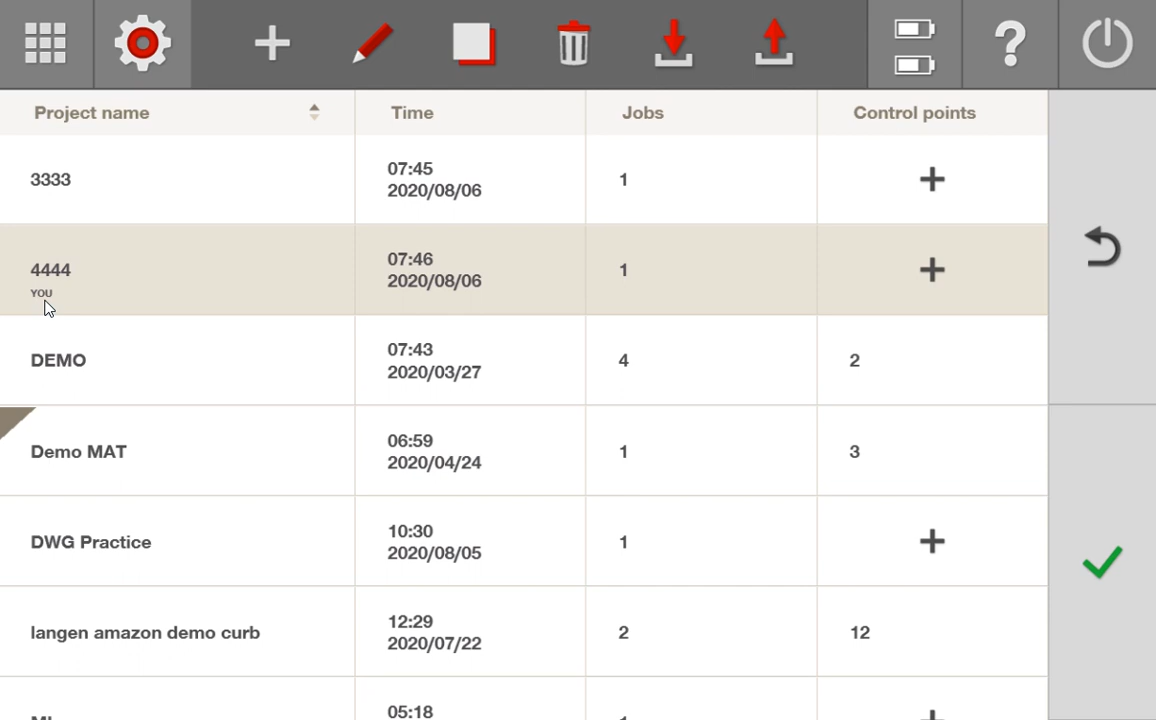 Project name Time Jobs Control points
3333 07:45 2020/08/06 1
4444 YOU 07:46 2020/08/06 1
DEMO 07:43 2020/03/27 4 2
Demo MAT 06:59 2020/04/24 1 3
DWG Practice 10:30 2020/08/05 1
langen amazon demo curb 12:29 2020/07/22 2 12
05:18